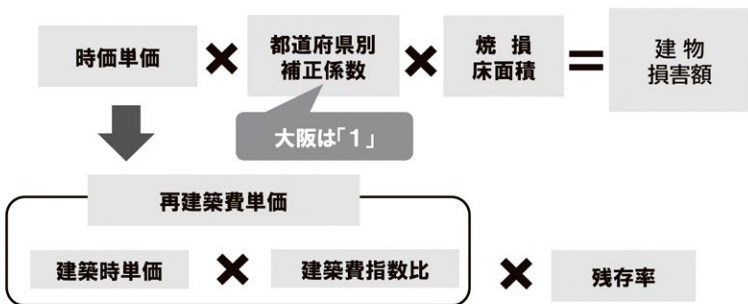 時価単価 × 都道府県別 補正係数 × 焼損 床面積 = 建物 損害額
大阪は「1」
再建築費単価
建築時単価 × 建築費指数比 × 残存率